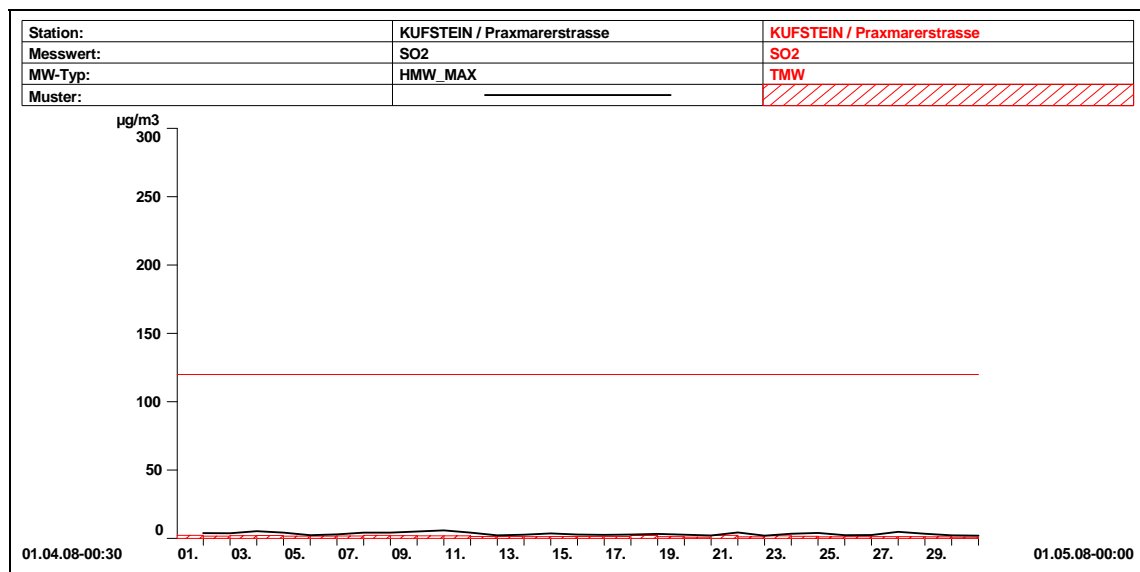 Station: KUFSTEIN / Praxmarerstrasse KUFSTEIN / Praxmarerstrasse
Messwert: SO2 SO2
MW-Typ: HMW_MAX TMW
Muster:
µg/m3
300
250
200
150
100
50
0
01.04.08-00:30 01. 03. 05. 07. 09. 11. 13. 15. 17. 19. 21. 23. 25. 27. 29. 01.05.08-00:00